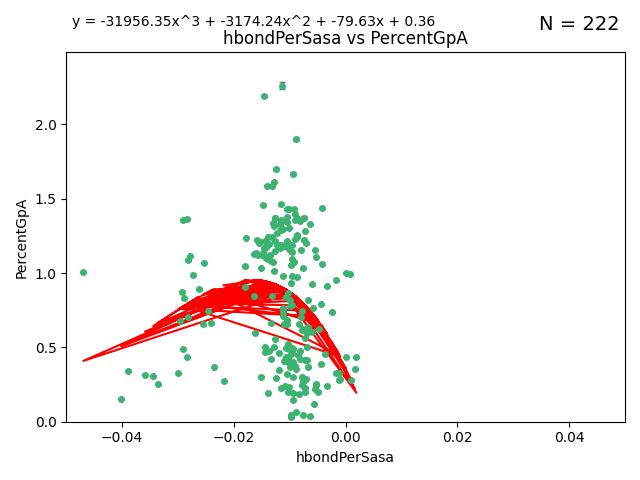 y = -31956.35x^3 + -3174.24x^2 + -79.63x + 0.36
N = 222
hbondPerSasa vs PercentGpA
PercentGpA
2.0
1.5
1.0
0.5
0.0
−0.04
−0.02
0.00
0.02
0.04
hbondPerSasa